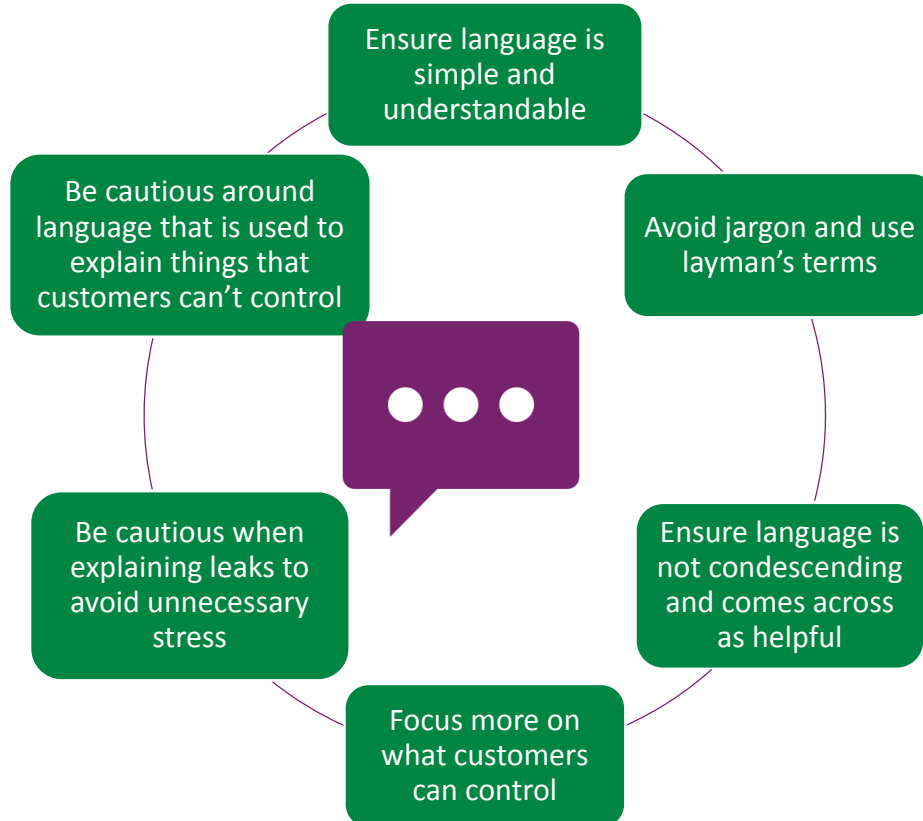 Ensure language is
simple and
understandable
Avoid jargon and use
layman’s terms
Ensure language is
not condescending
and comes across
as helpful
Focus more on
what customers
can control
Be cautious when
explaining leaks to
avoid unnecessary
stress
Be cautious around
language that is used to
explain things that
customers can’t control